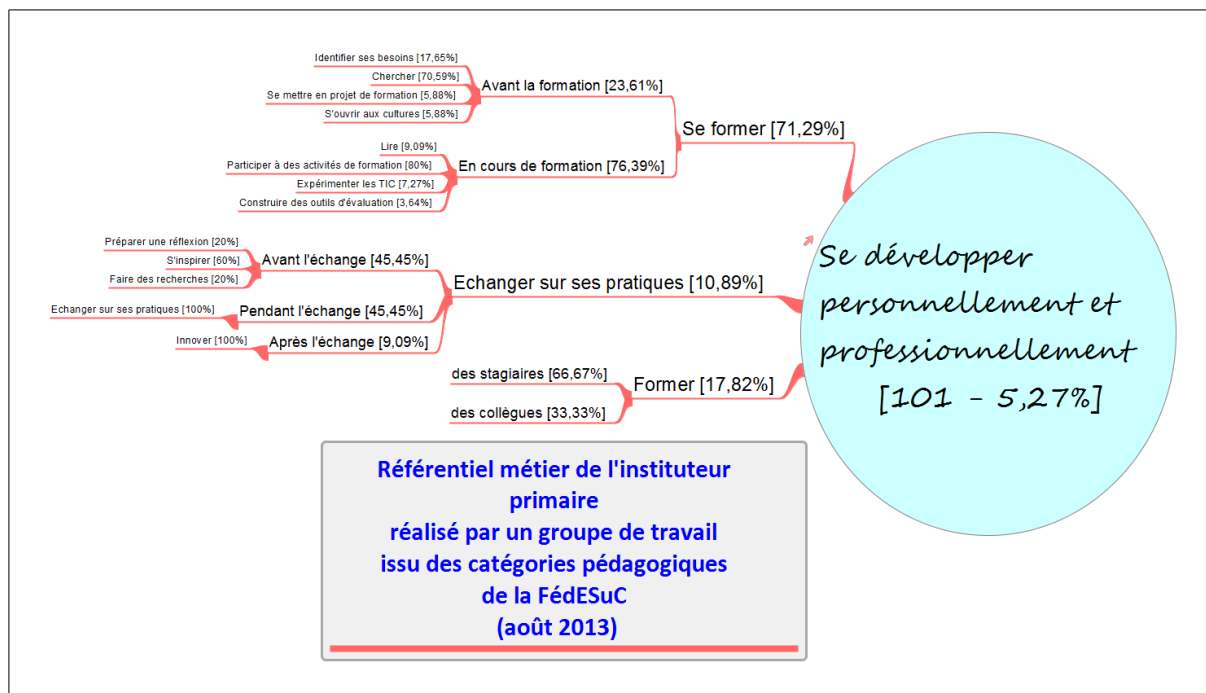 Identifier ses besoins [17,65%]
Chercher [70,59%]
Se mettre en projet de formation [5,88%]
S'ouvrir aux cultures [5,88%]
Avant la formation [23,61%]
Lire [9,09%]
Participer à des activités de formation [80%]
Expérimenter les TIC [7,27%]
Construire des outils d'évaluation [3,64%]
En cours de formation [76,39%]
Se former [71,29%]
Préparer une réflexion [20%]
S'inspirer [60%]
Faire des recherches [20%]
Avant l'échange [45,45%]
Echanger sur ses pratiques [100%]
Pendant l'échange [45,45%]
Innover [100%]
Après l'échange [9,09%]
Echanger sur ses pratiques [10,89%]
des stagiaires [66,67%]
des collègues [33,33%]
Former [17,82%]
Se développer
personnellement et
professionnellement
[101 - 5,27%]
Référentiel métier de l'instituteur
primaire
réalisé par un groupe de travail
issu des catégories pédagogiques
de la FédESuC
(août 2013)